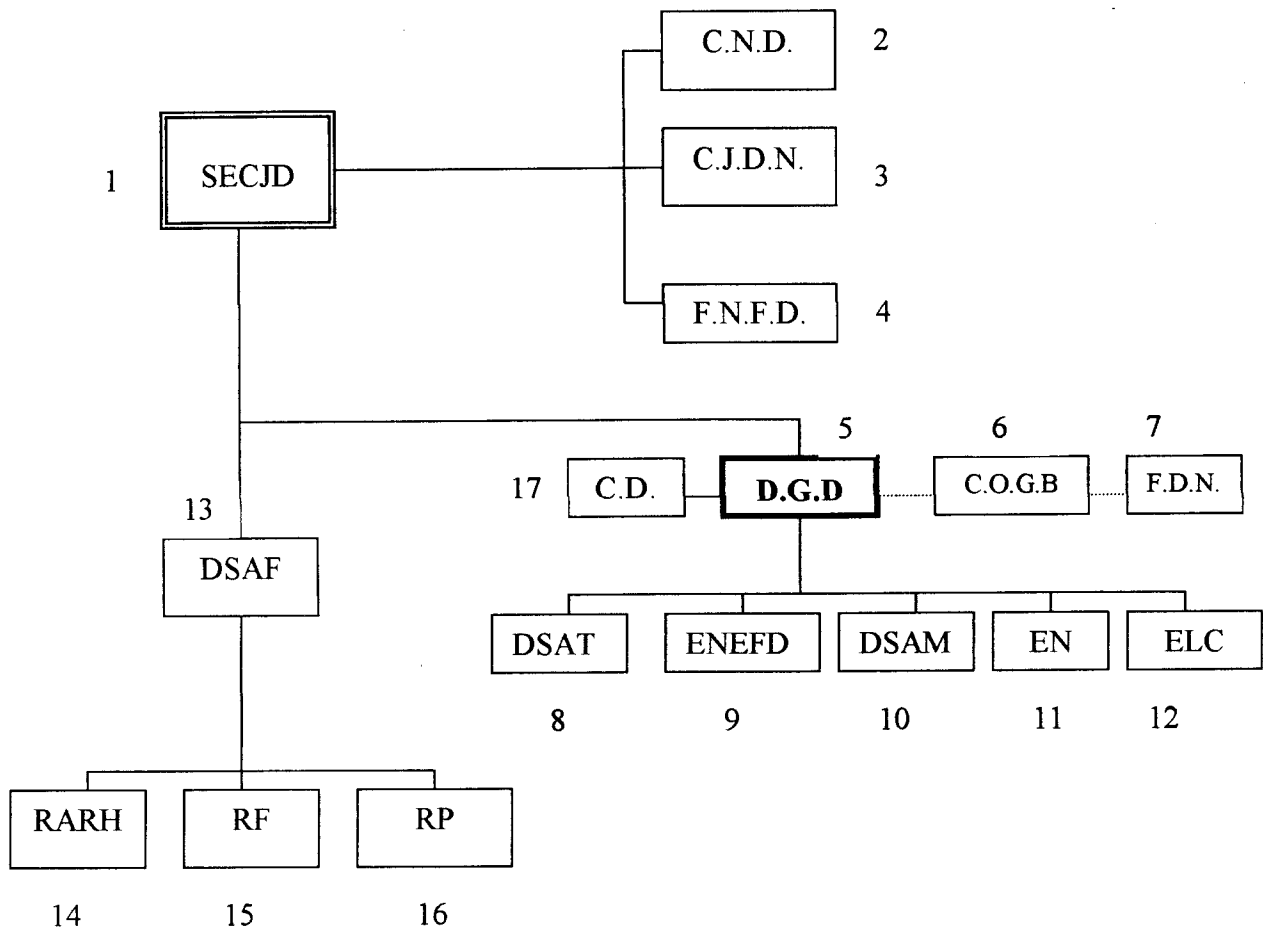 C.N.D. 2
1 SECJD
C.J.D.N. 3
F.N.F.D. 4
5 6 7
17 C.D. D.G.D C.O.G.B F.D.N.
13
DSAF
DSAT ENEFD DSAM EN ELC
8 9 10 11 12
RARH RF RP
14 15 16